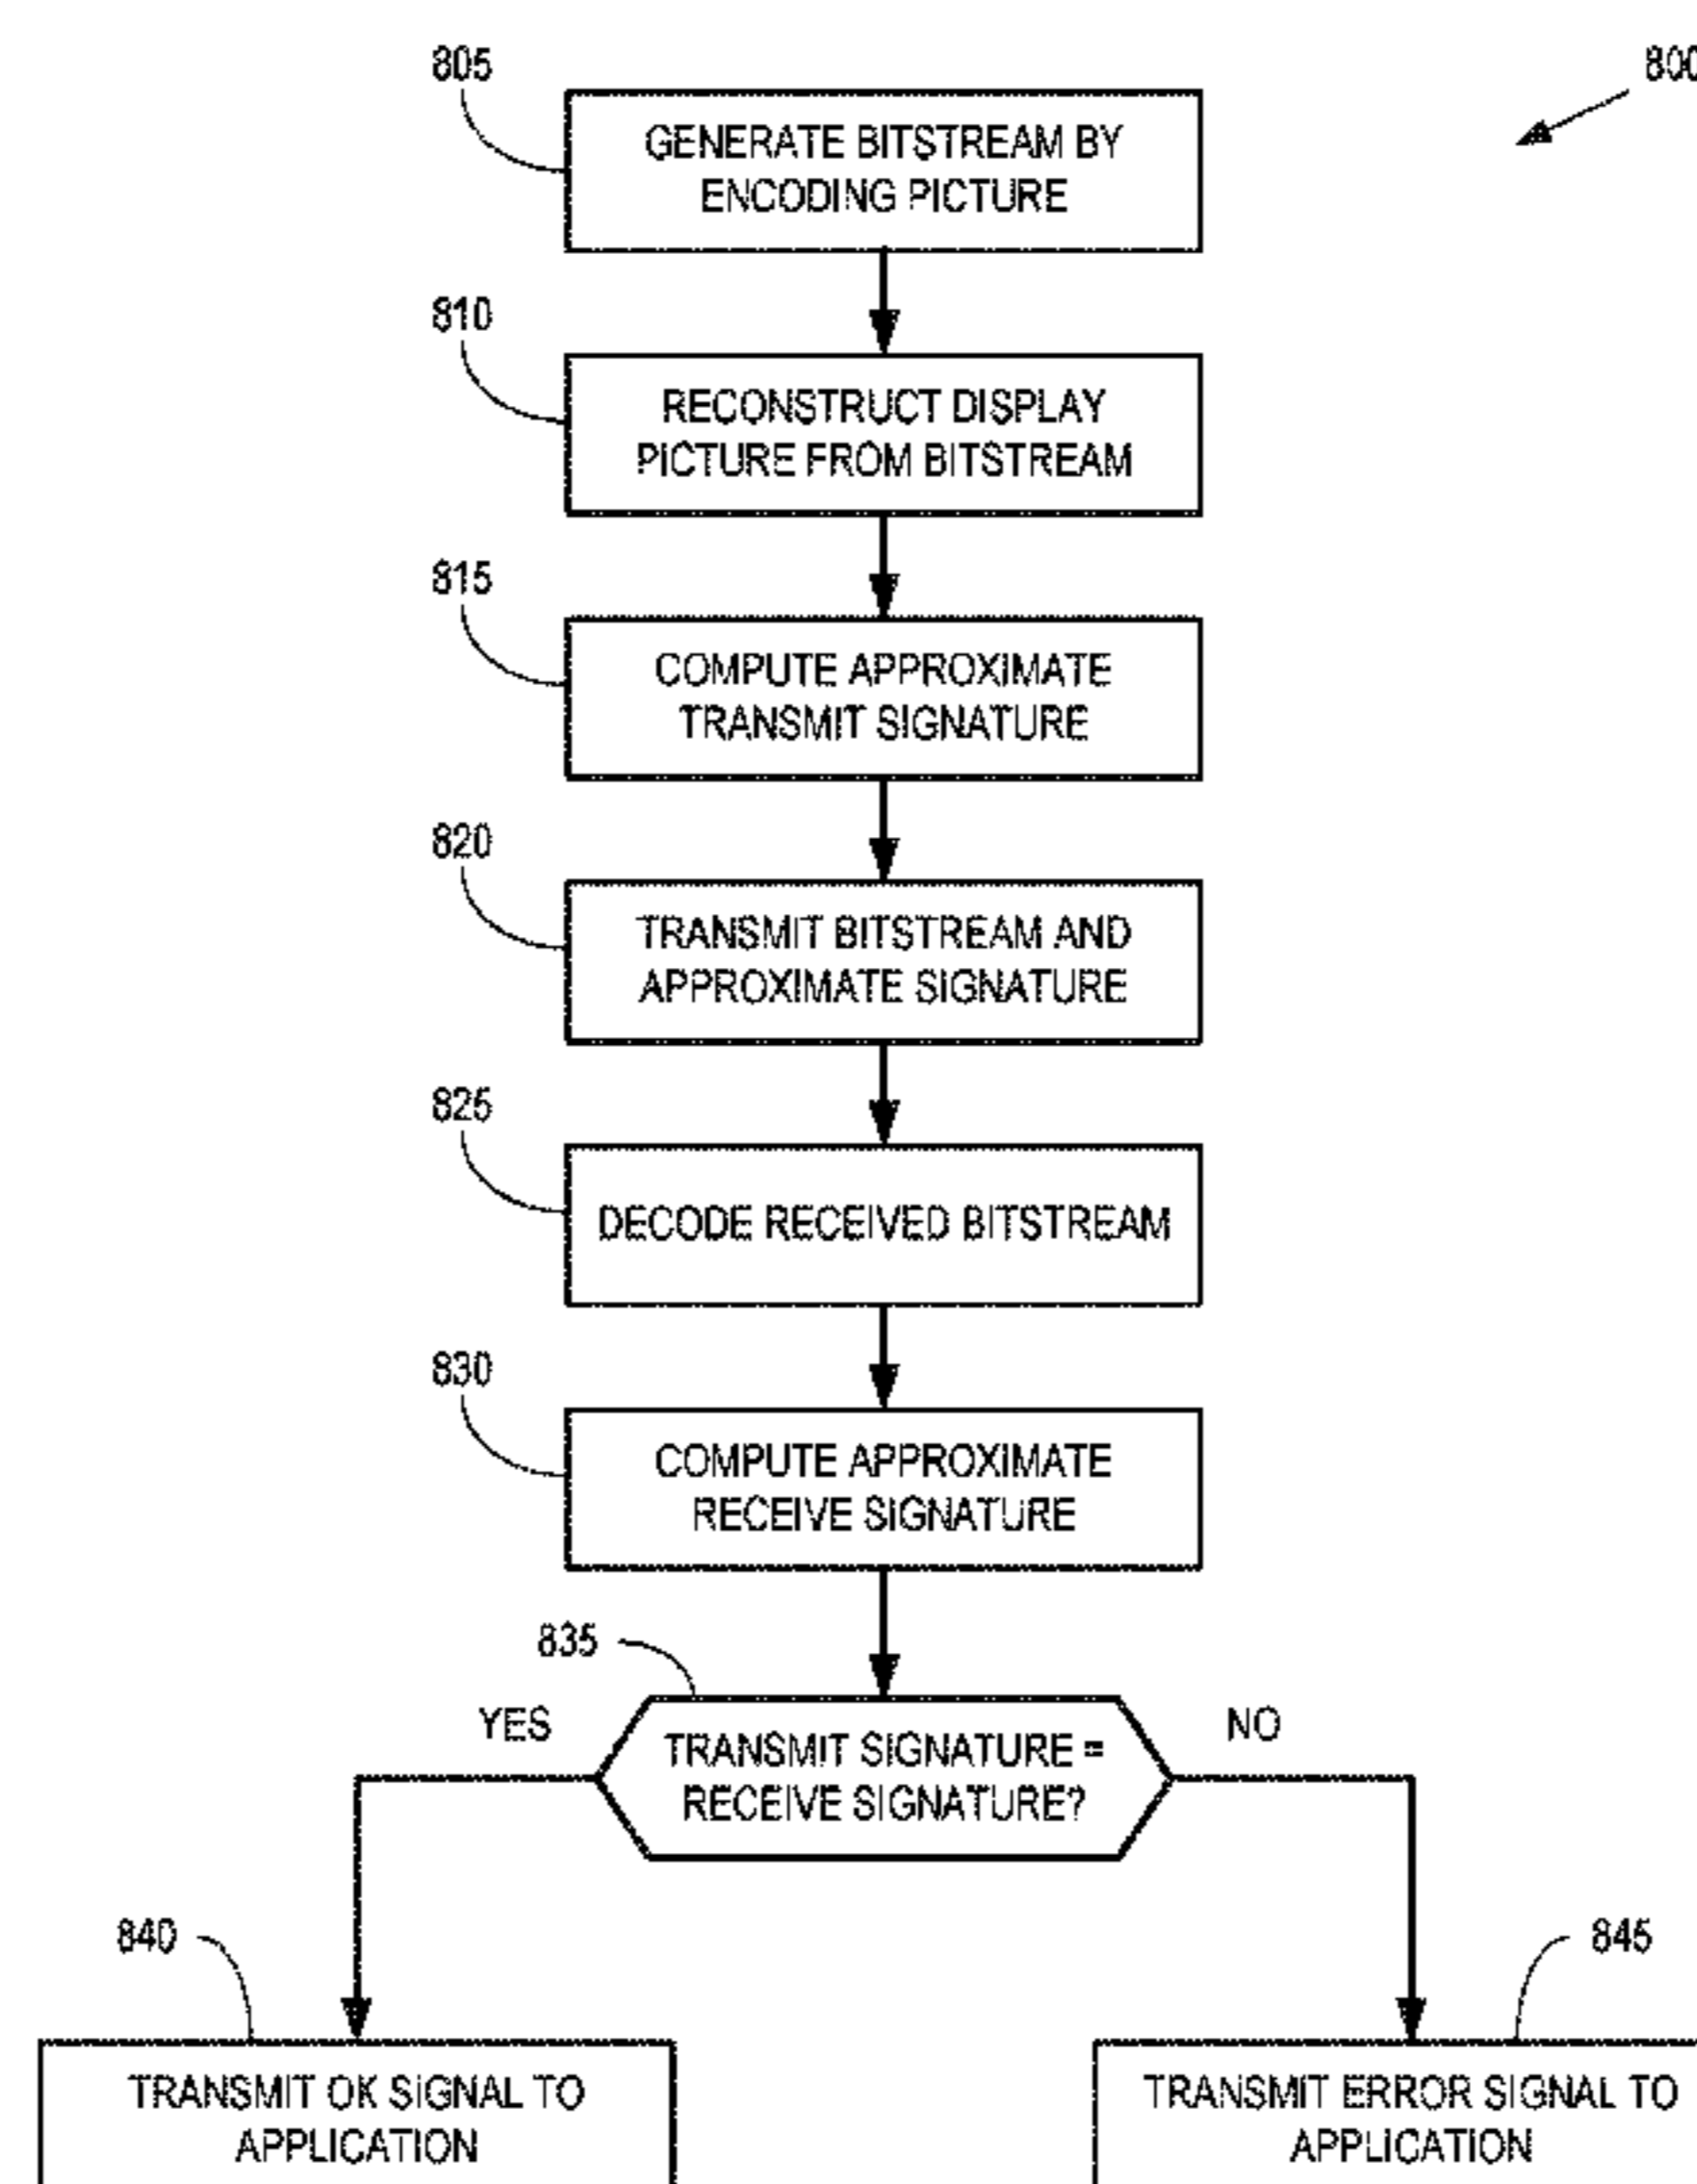 805
800
GENERATE BITSTREAM BY
ENCODING PICTURE
810
RECONSTRUCT DISPLAY
PICTURE FROM BITSTREAM
815
COMPUTE APPROXIMATE
TRANSMIT SIGNATURE
820
TRANSMIT BITSTREAM AND
APPROXIMATE SIGNATURE
825
DECODE RECEIVED BITSTREAM
830
COMPUTE APPROXIMATE
RECEIVE SIGNATURE
835
YES
NO
TRANSMIT SIGNATURE =
RECEIVE SIGNATURE?
840
845
TRANSMIT OK SIGNAL TO
APPLICATION
TRANSMIT ERROR SIGNAL TO
APPLICATION